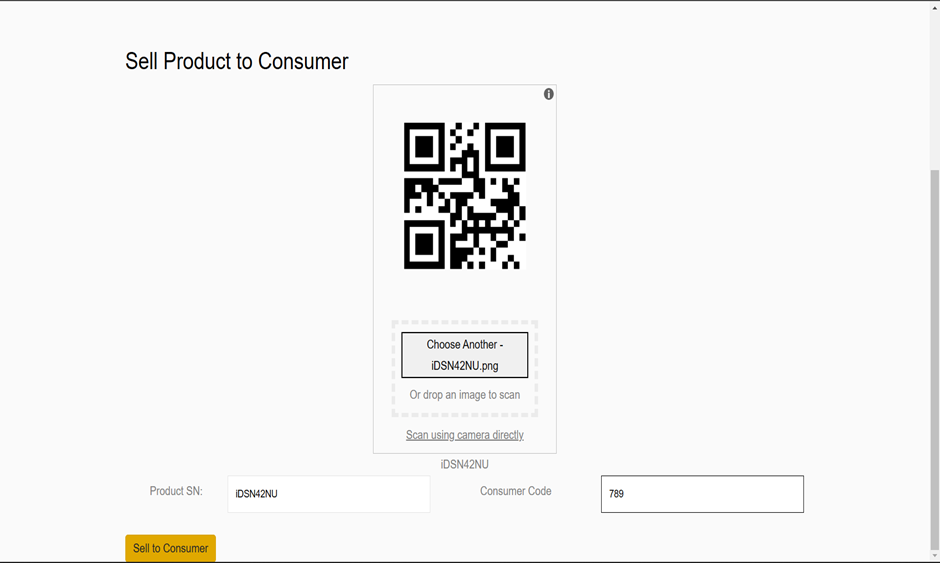 Sell Product to Consumer
Choose Another -
iDSN42NU.png
Or drop an image to scan
Scan using camera directly
iDSN42NU
Product SN:
iDSN42NU
Consumer Code
789
Sell to Consumer